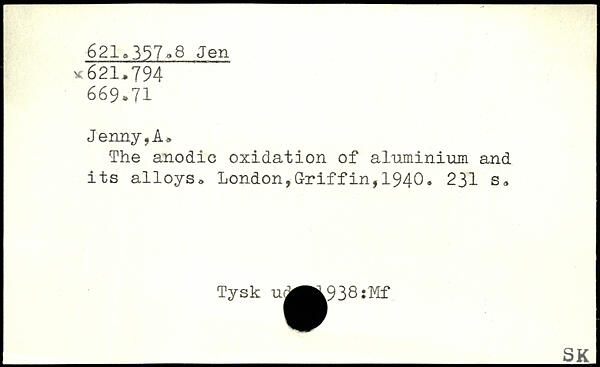 621.357.8 Jen
×621.794
669.71
Jenny,A.
The anodic oxidation of aluminium and
its alloys. London,Griffin,1940. 231 s.
Tysk 1938:Mf
SK